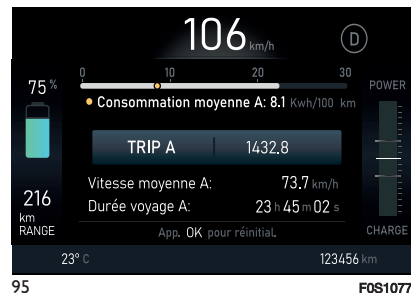 106 km/h
D
75 %
0 10 20 30
POWER
Consommation moyenne A: 8.1 Kwh/100 km
TRIP A 1432.8
Vitesse moyenne A: 73.7 km/h
216
km
RANGE
Durée voyage A: 23 h 45 m 02 s
App. OK pour réinitial.
CHARGE
23° C
123456 km
95
F0S1077